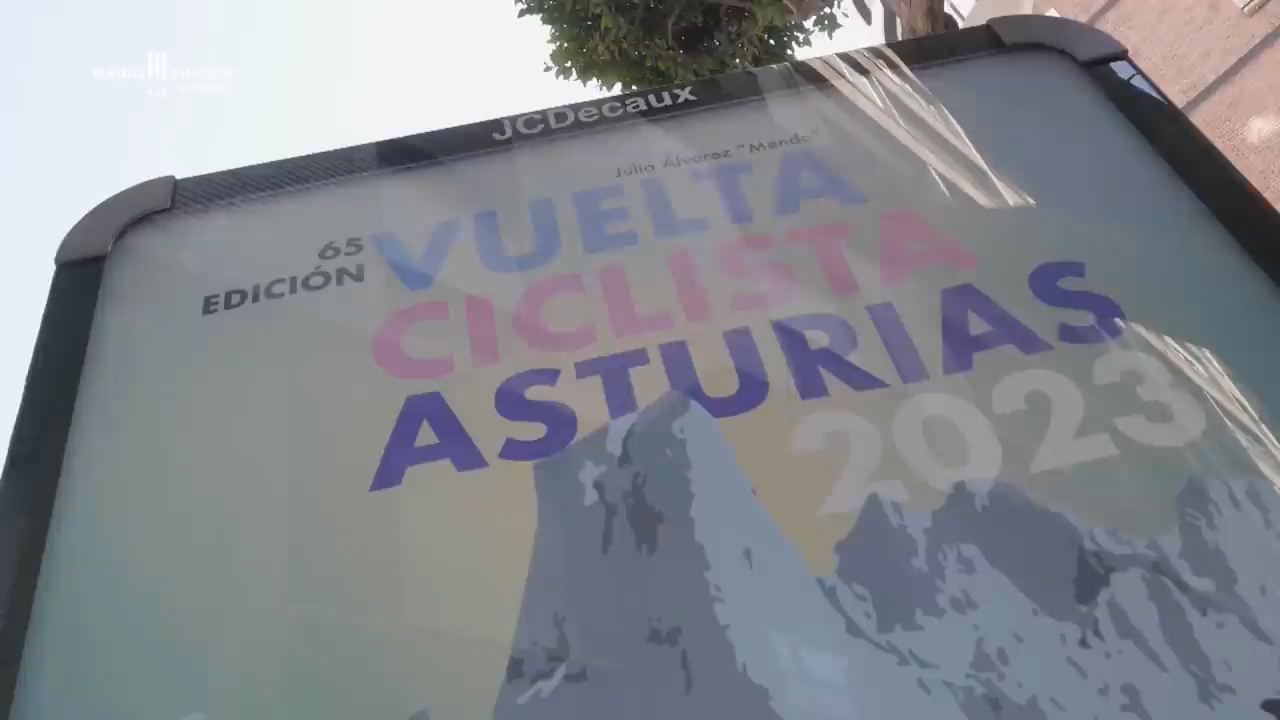 JCDecaux
Julio Álvarez "Mendo"
65
EDICIÓN
VUELTA
CICLISTA
ASTURIAS
2023